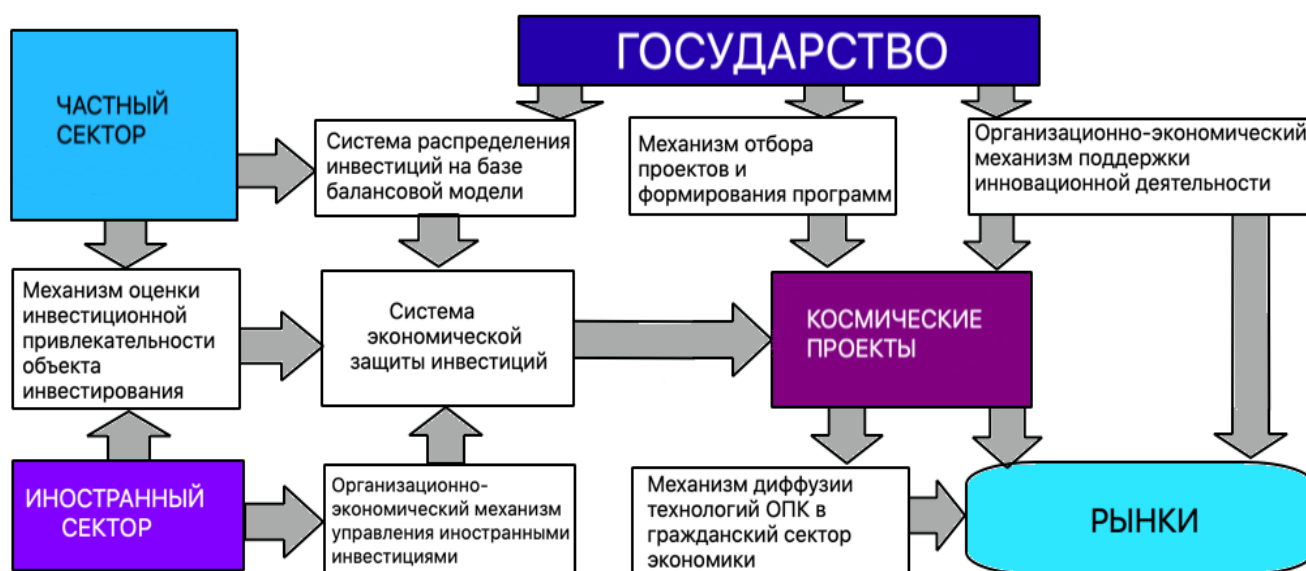 ГОСУДАРСТВО
ЧАСТНЫЙ
СЕКТОР
Система распределения
инвестиций на базе
балансовой модели
Механизм отбора
проектов и
формирования программ
Организационно-экономический
механизм поддержки
инновационной деятельности
Механизм оценки
инвестиционной
привлекательности
объекта
инвестирования
Система
экономической
защиты инвестиций
КОСМИЧЕСКИЕ
ПРОЕКТЫ
ИНОСТРАННЫЙ
СЕКТОР
Организационно-
экономический механизм
управления иностранными
инвестициями
Механизм диффузии
технологий ОПК в
гражданский сектор
экономики
РЫНКИ